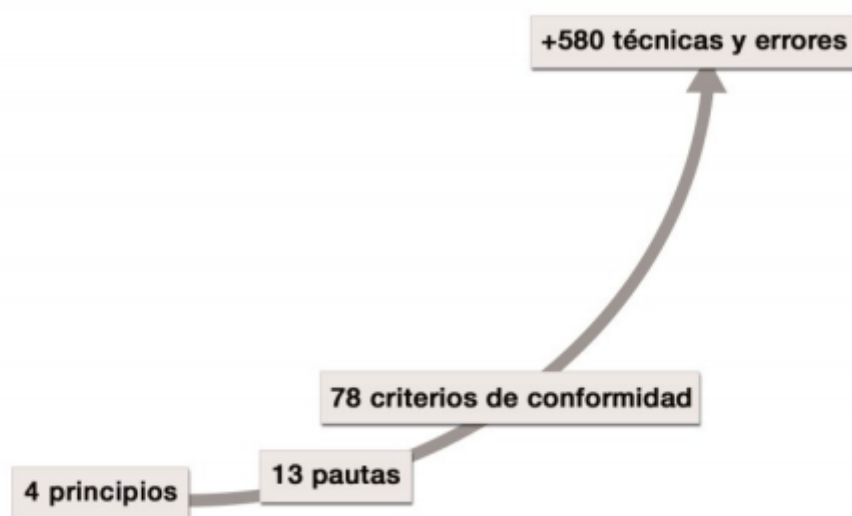 +580 técnicas y errores
78 criterios de conformidad
13 pautas
4 principios